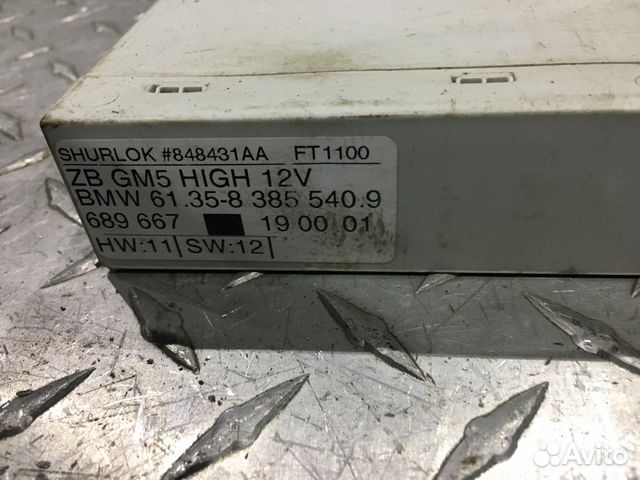 SHURLOK #848431AA FT1100
ZB GM5 HIGH 12V
BMW 61.35-8 385 540.9
689 667 19 00 01
HW:11| SW:12|
Avito